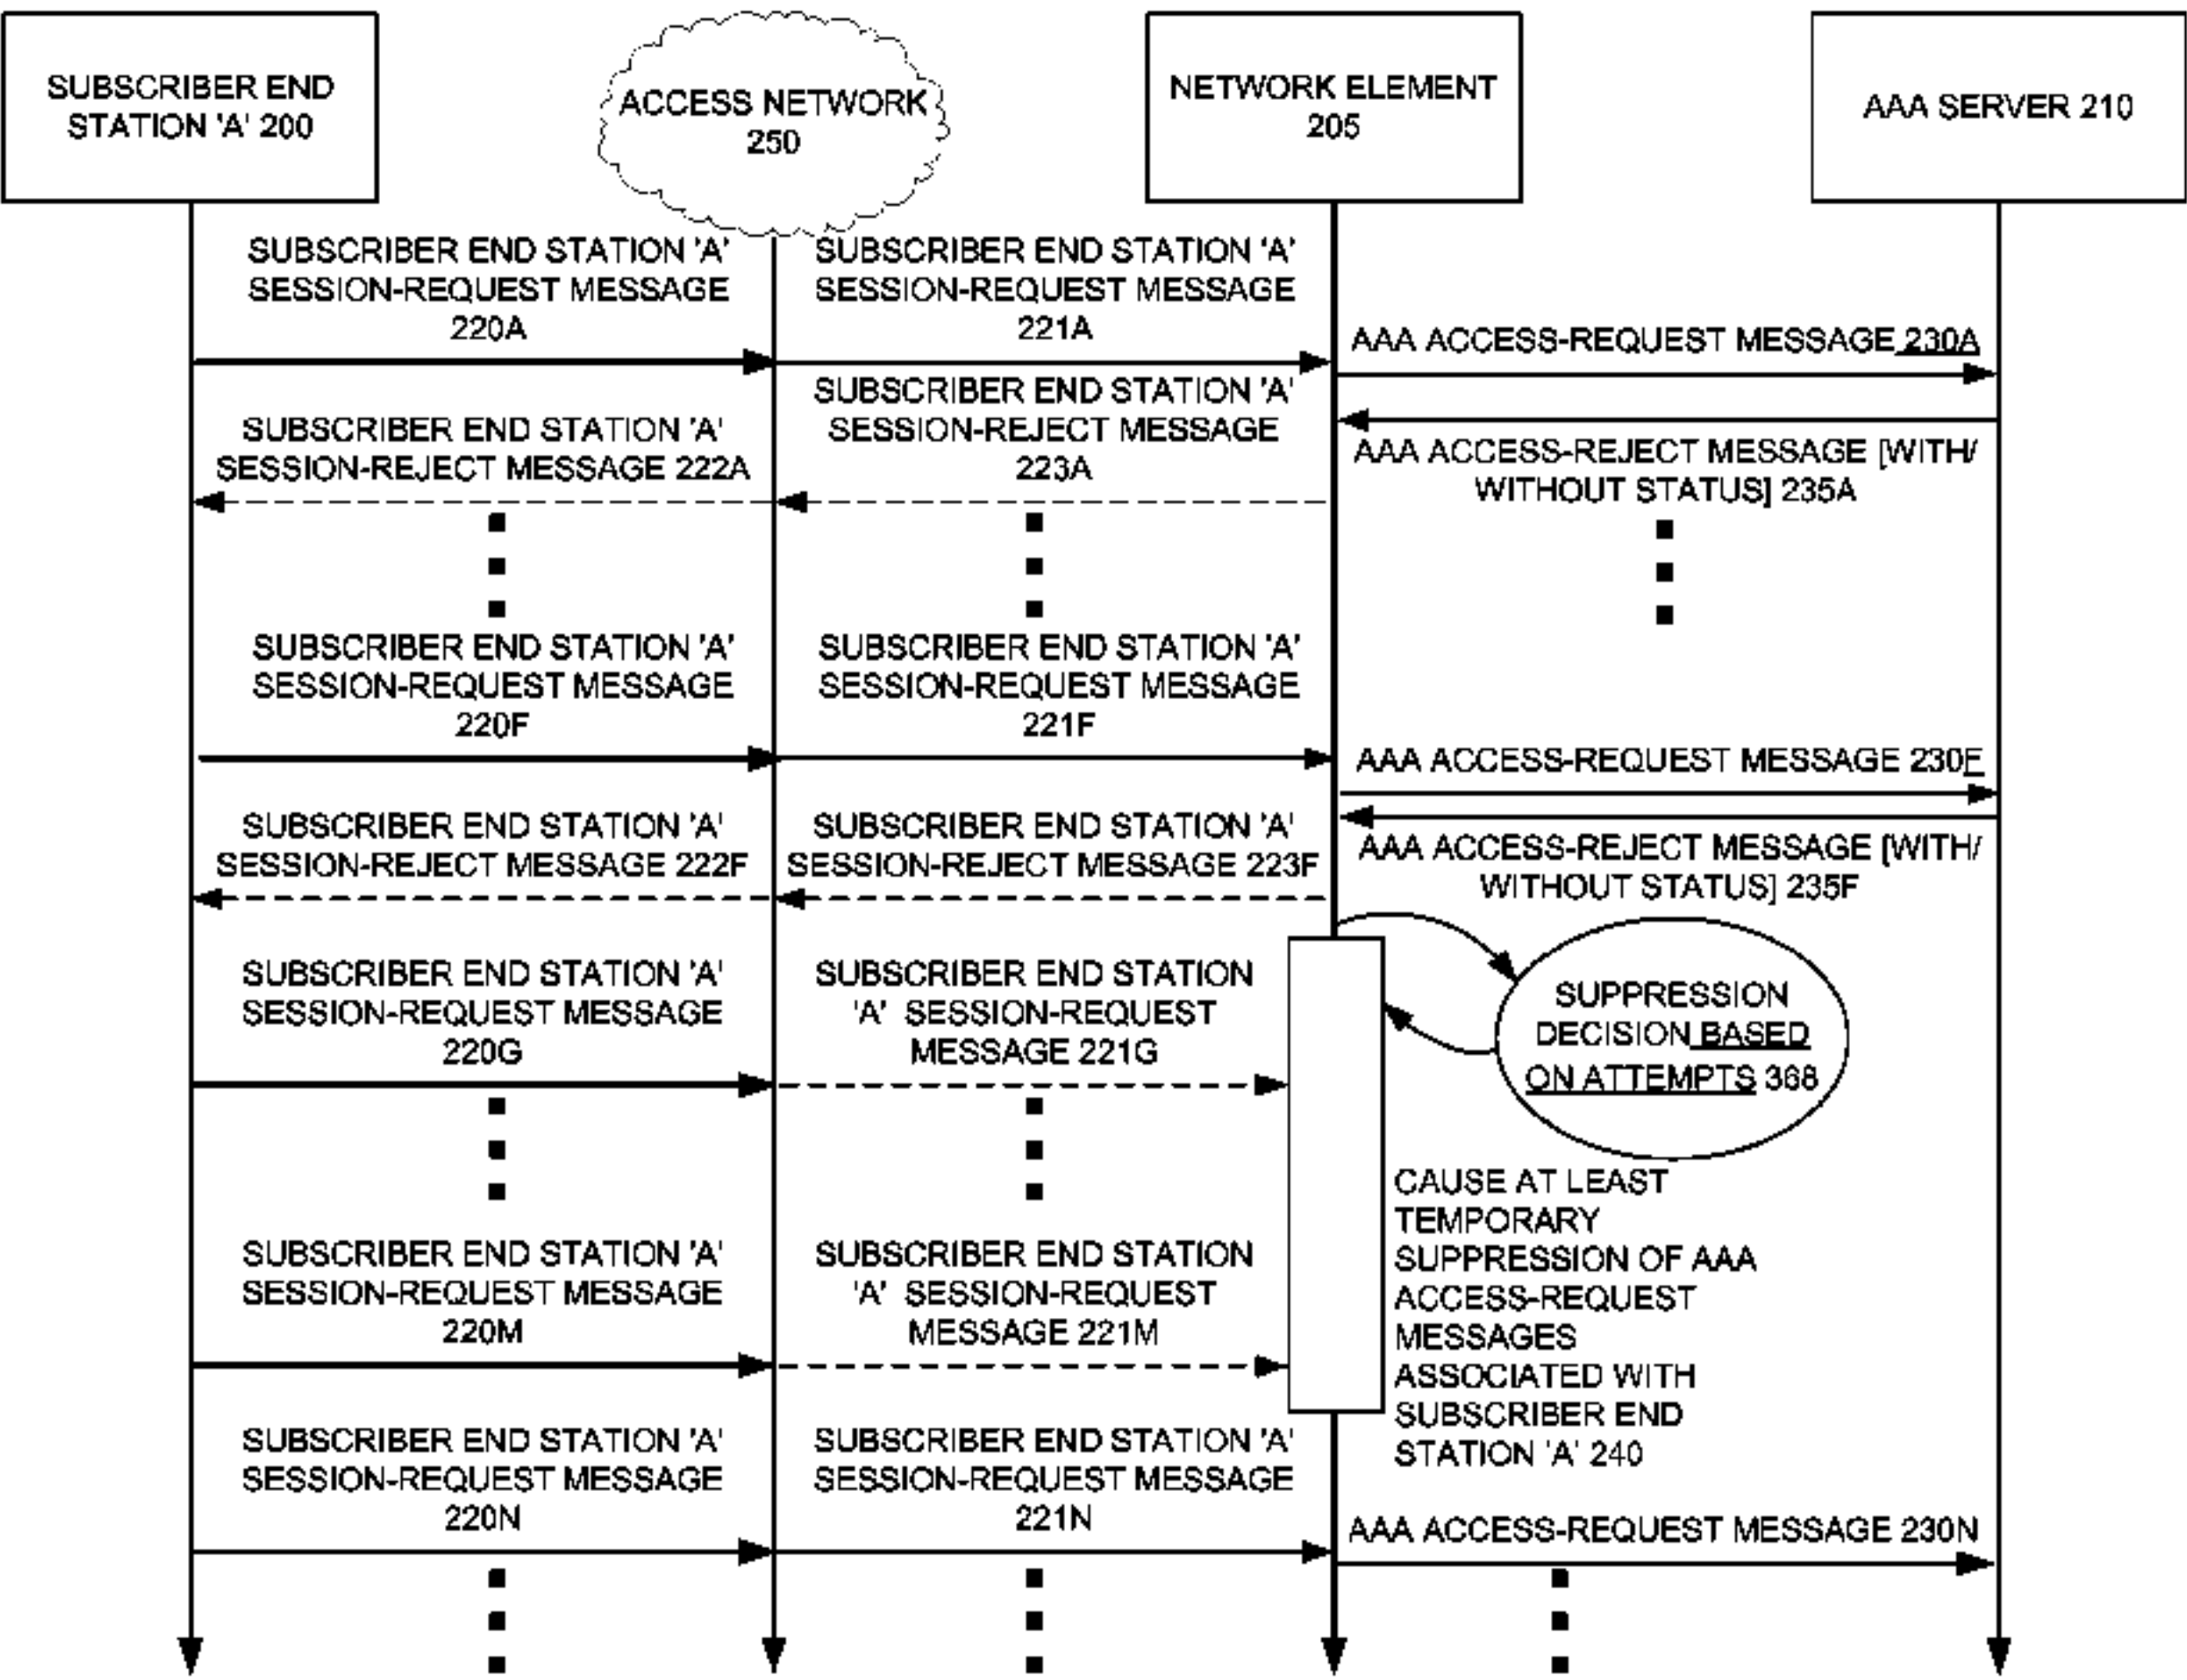 SUBSCRIBER END
STATION 'A' 200
ACCESS NETWORK
250
NETWORK ELEMENT
205
AAA SERVER 210
SUBSCRIBER END STATION 'A'
SESSION-REQUEST MESSAGE
220A
SUBSCRIBER END STATION 'A'
SESSION-REQUEST MESSAGE
221A
AAA ACCESS-REQUEST MESSAGE 230A
SUBSCRIBER END STATION 'A'
SESSION-REJECT MESSAGE 222A
SUBSCRIBER END STATION 'A'
SESSION-REJECT MESSAGE
223A
AAA ACCESS-REJECT MESSAGE [WITH/
WITHOUT STATUS] 235A
SUBSCRIBER END STATION 'A'
SESSION-REQUEST MESSAGE
220F
SUBSCRIBER END STATION 'A'
SESSION-REQUEST MESSAGE
221F
AAA ACCESS-REQUEST MESSAGE 230F
SUBSCRIBER END STATION 'A'
SESSION-REJECT MESSAGE 222F
SUBSCRIBER END STATION 'A'
SESSION-REJECT MESSAGE 223F
AAA ACCESS-REJECT MESSAGE [WITH/
WITHOUT STATUS] 235F
SUBSCRIBER END STATION 'A'
SESSION-REQUEST MESSAGE
220G
SUBSCRIBER END STATION
'A' SESSION-REQUEST
MESSAGE 221G
SUPPRESSION
DECISION BASED
ON ATTEMPTS 368
CAUSE AT LEAST
TEMPORARY
SUPPRESSION OF AAA
ACCESS-REQUEST
MESSAGES
ASSOCIATED WITH
SUBSCRIBER END
STATION 'A' 240
SUBSCRIBER END STATION 'A'
SESSION-REQUEST MESSAGE
220M
SUBSCRIBER END STATION
'A' SESSION-REQUEST
MESSAGE 221M
SUBSCRIBER END STATION 'A'
SESSION-REQUEST MESSAGE
220N
SUBSCRIBER END STATION 'A'
SESSION-REQUEST MESSAGE
221N
AAA ACCESS-REQUEST MESSAGE 230N